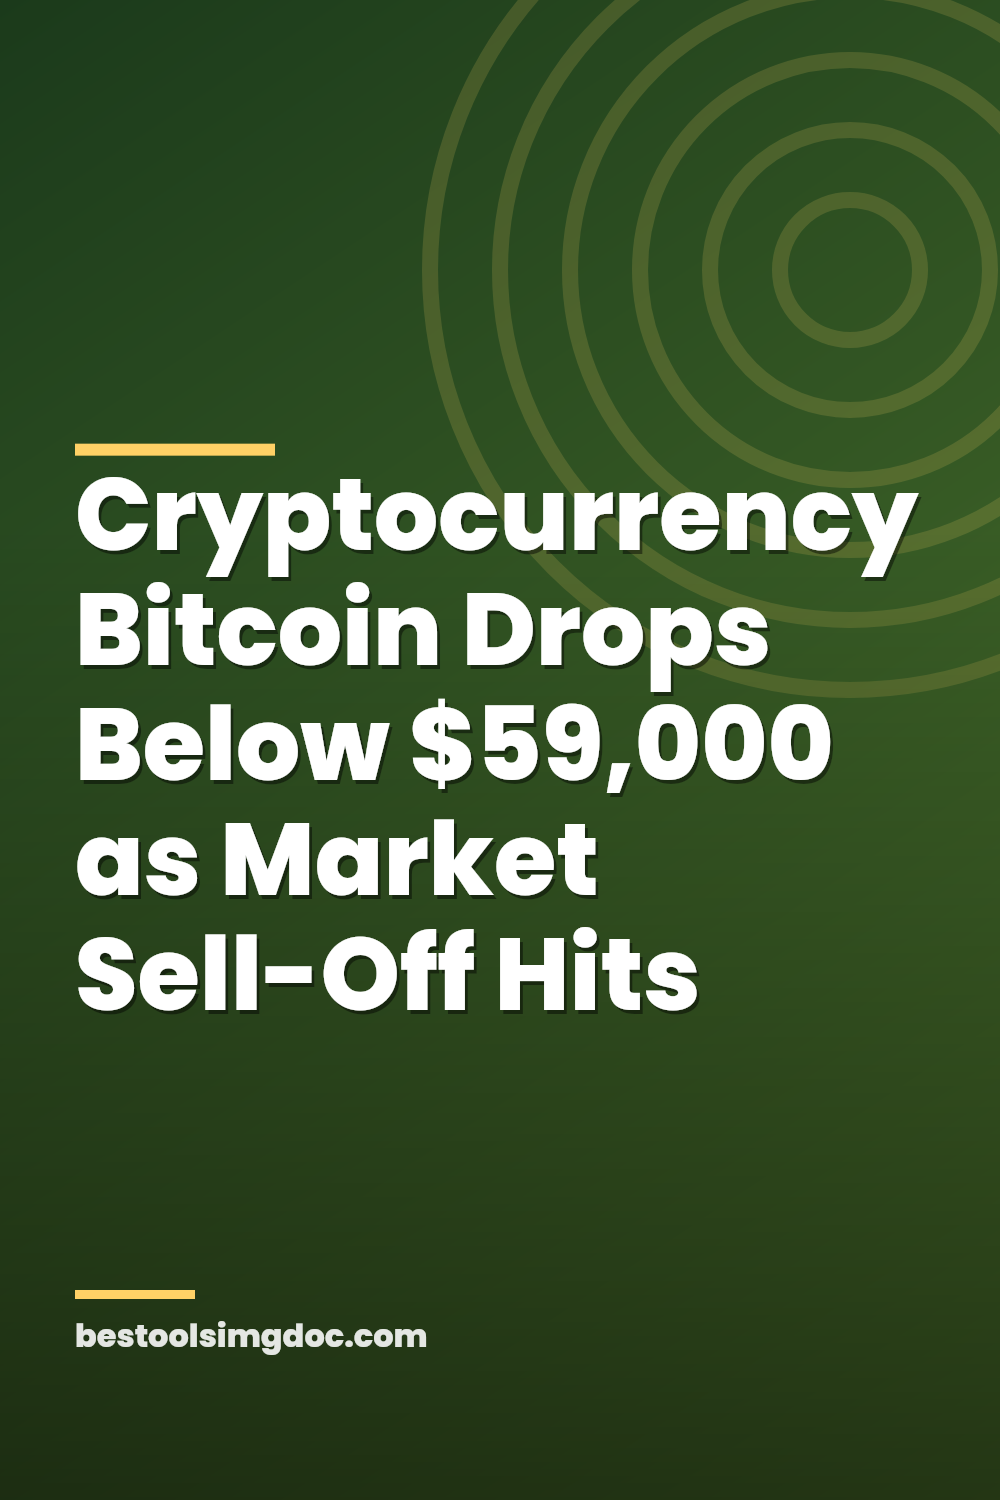 Cryptocurrency
Bitcoin Drops
Below $59,000
as Market
Sell-Off Hits
bestoolsimgdoc.com